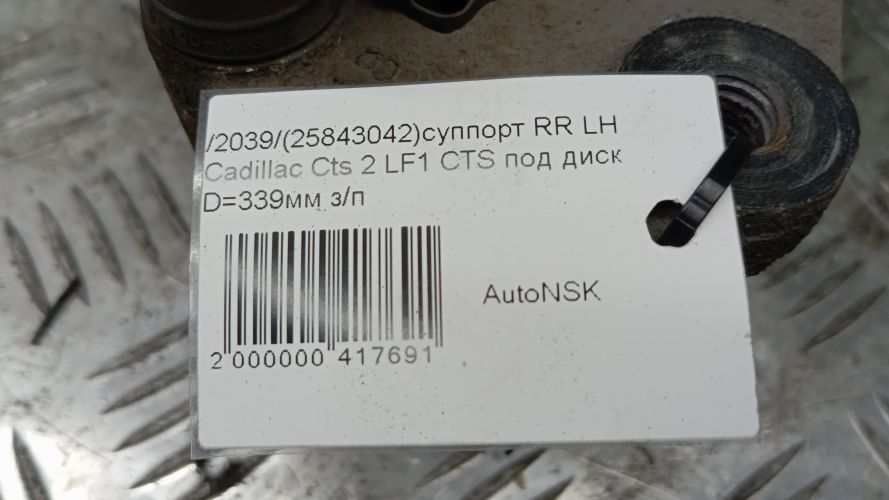 /2039/(25843042)суппорт RR LH
Cadillac Cts 2 LF1 CTS под диск
D=339мм з/п
AutoNSK
2 000000 417691